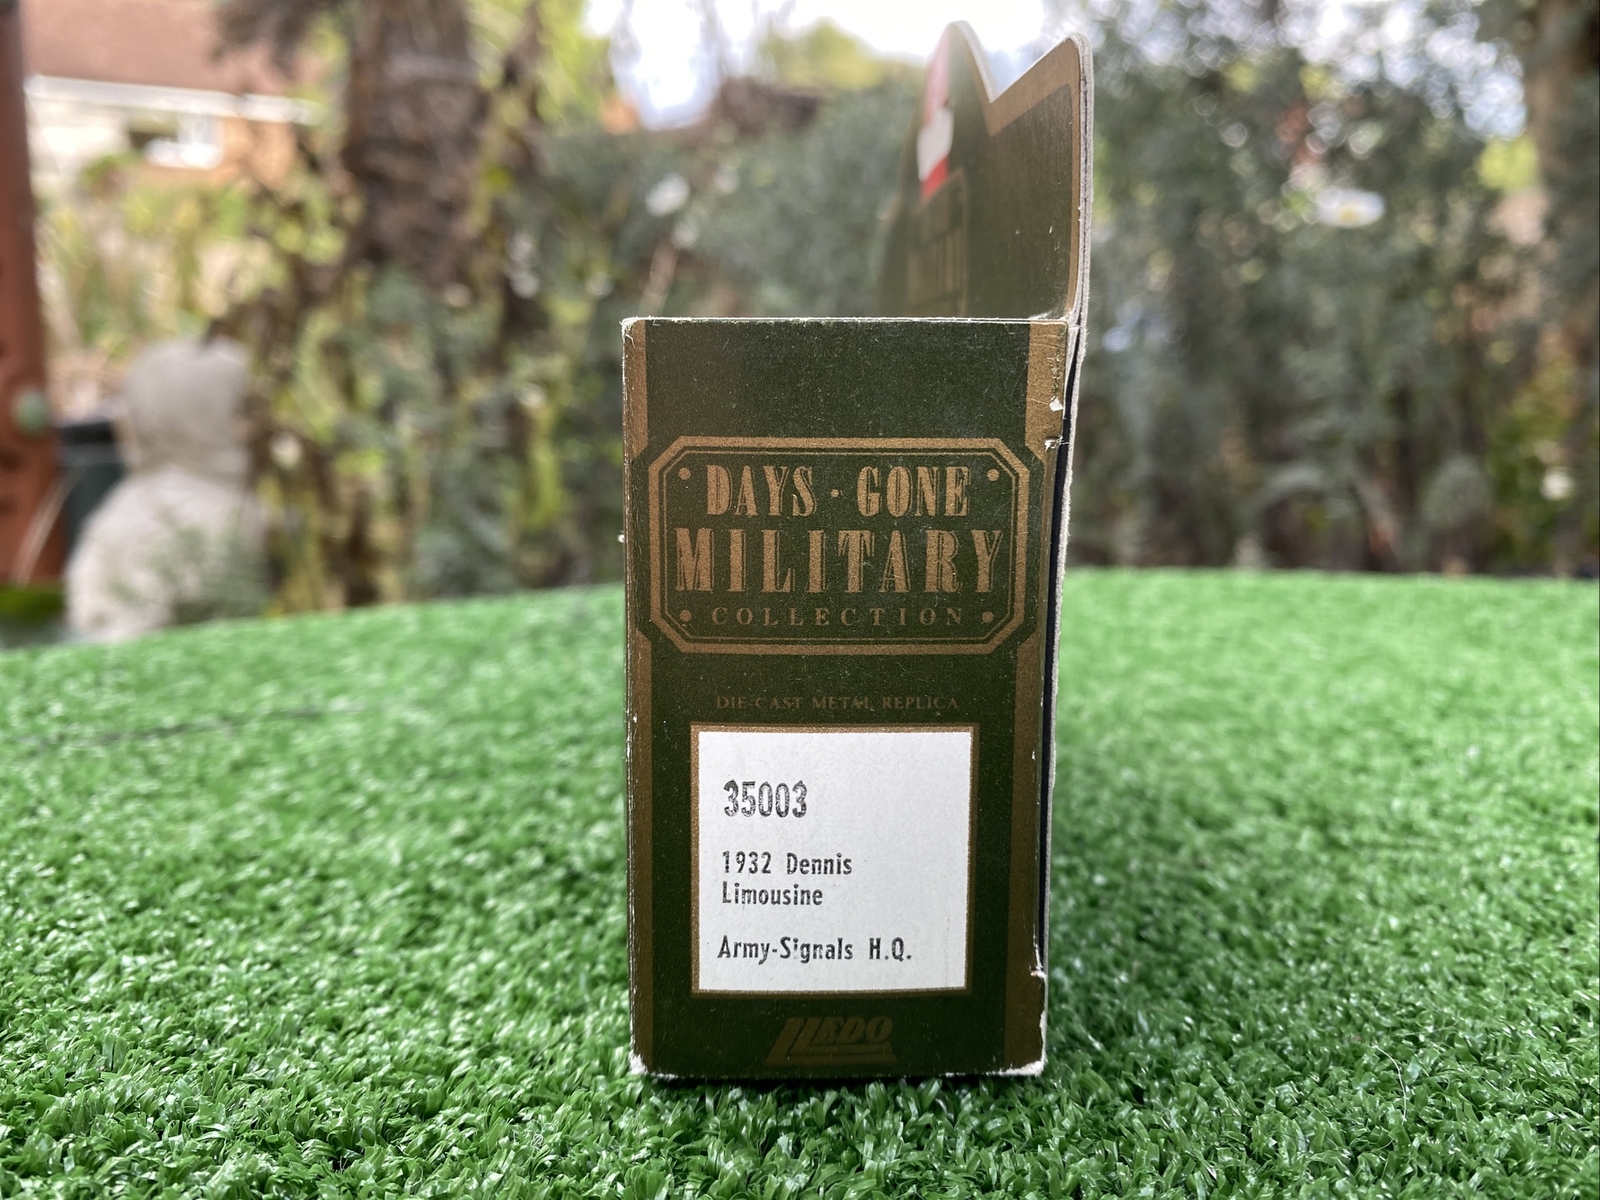 DAYS · GONE
MILITARY
COLLECTION
DIE-CAST METAL REPLICA
35003
1932 Dennis
Limousine
Army-Signals H.Q.
LLEDO